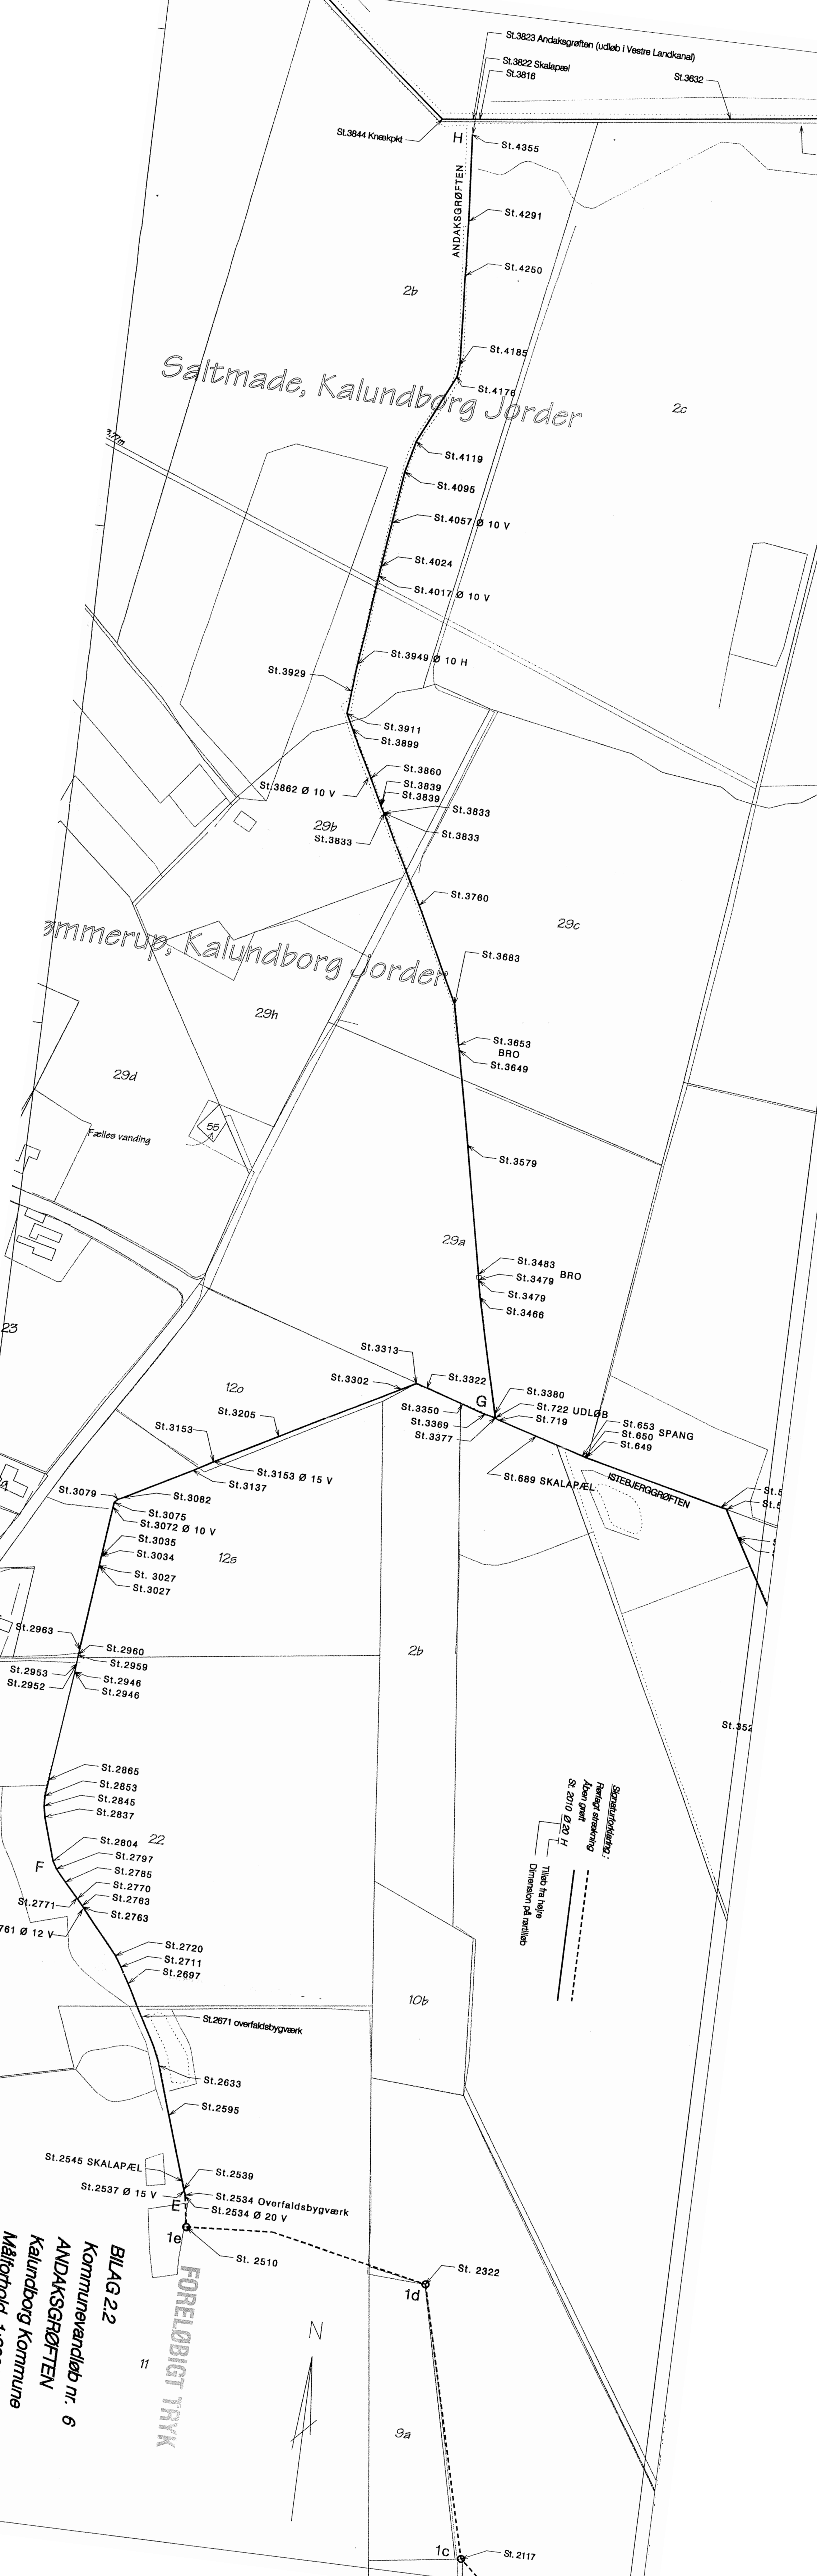 St.3823 Andaksgrøften (udløb i Vestre Landkanal)
St.3822 Skalapæl
St.3816
St.3632
St.3844 Knækpkt
H
St.4355
ANDAKSGRØFTEN
St.4291
St.4250
2b
St.4185
St.4176
Saltmade, Kalundborg Jorder
2c
St.4119
St.4095
St.4057 Ø 10 V
St.4024
St.4017 Ø 10 V
St.3949 Ø 10 H
St.3929
St.3911
St.3899
St.3860
St.3862 Ø 10 V
St.3839
St.3839
St.3833
29b
St.3833
St.3833
St.3760
29c
mmerup, Kalundborg Jorder
St.3683
29h
St.3653
BRO
St.3649
29d
55
Fælles vanding
St.3579
29a
St.3483
St.3479 BRO
St.3479
St.3466
23
St.3313
St.3302
St.3322
12o
St.3380
G
St.3350
St.722 UDLØB
St.3369
St.719
St.3377
St.3205
St.653 SPANG
St.650
St.649
St.3153
St.3153 Ø 15 V
St.3137
St.689 SKALAPÆL
ISTEBJERGGRØFTEN
St.3079
St.3082
St.3075
St.3072 Ø 10 V
St.3035
St.3034
12s
St. 3027
St.3027
St.2963
St.2960
St.2959
2b
St.2953
St.2946
St.2952
St.2946
St.352
St.2865
St.2853
St.2845
St.2837
Signaturforklaring:
Rørlagt strækning
Åben grøft
St. 2010 Ø 20 H
Tilløb fra højre
Dimension på rørtilløb
St.2804
22
St.2797
F
St.2785
St.2770
St.2771
St.2763
St.2763
761 Ø 12 V
St.2720
St.2711
St.2697
10b
St.2671 overfaldsbygværk
St.2633
St.2595
St.2545 SKALAPÆL
St.2539
St.2537 Ø 15 V
St.2534 Overfaldsbygværk
E
St.2534 Ø 20 V
1e
St. 2510
St. 2322
1d
BILAG 2.2
Kommunevandløb nr. 6
ANDAKSGRØFTEN
Kalundborg Kommune
FORELØBIGT TRYK
N
11
9a
1c
St. 2117